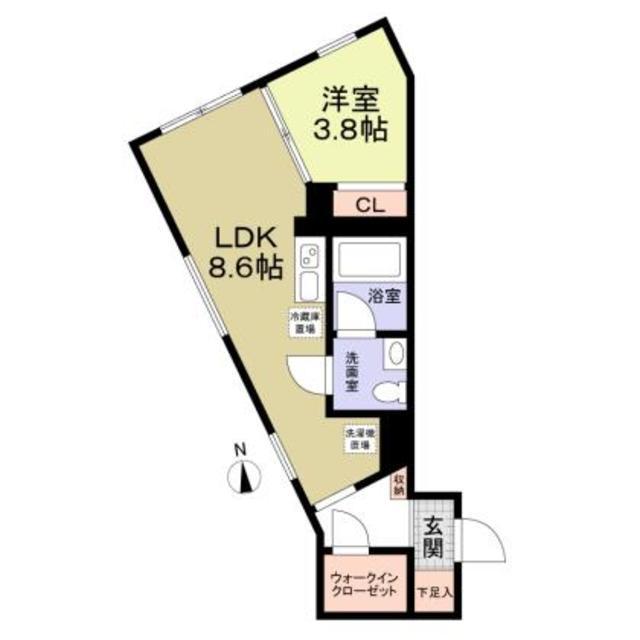 洋室
3.8帖
CL
LDK
8.6帖
浴室
冷蔵庫
置場
洗面室
洗濯機
置場
N
収納
玄関
ウォークイン
クローゼット
下足入